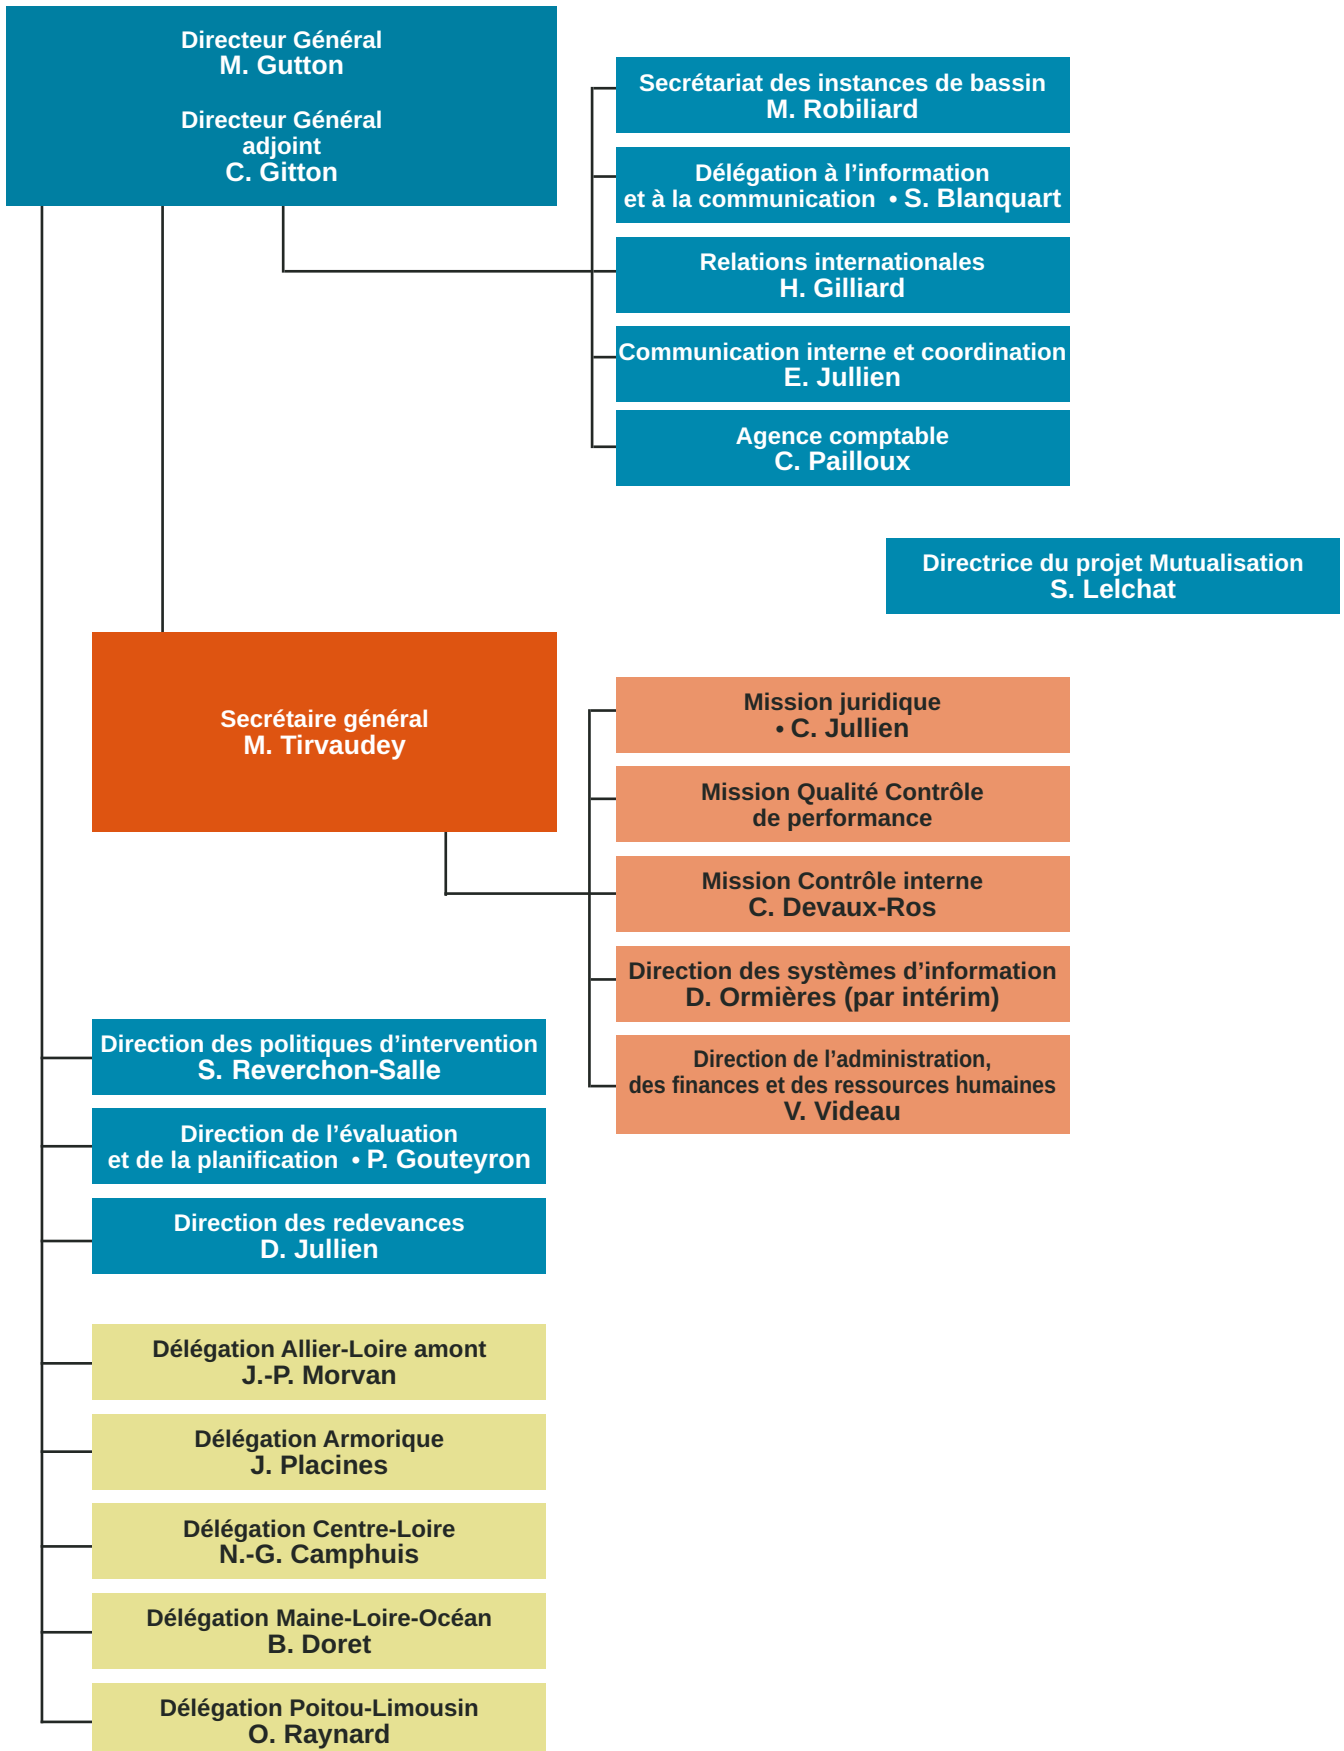 Directeur Général
M. Gutton
Directeur Général
adjoint
C. Gitton
Secrétariat des instances de bassin
M. Robiliard
Délégation à l’information
et à la communication • S. Blanquart
Relations internationales
H. Gilliard
Communication interne et coordination
E. Jullien
Agence comptable
C. Pailloux
Directrice du projet Mutualisation
S. Lelchat
Secrétaire général
M. Tirvaudey
Mission juridique
• C. Jullien
Mission Qualité Contrôle
de performance
Mission Contrôle interne
C. Devaux-Ros
Direction des systèmes d’information
D. Ormières (par intérim)
Direction de l’administration,
des finances et des ressources humaines
V. Videau
Direction des politiques d’intervention
S. Reverchon-Salle
Direction de l’évaluation
et de la planification • P. Gouteyron
Direction des redevances
D. Jullien
Délégation Allier-Loire amont
J.-P. Morvan
Délégation Armorique
J. Placines
Délégation Centre-Loire
N.-G. Camphuis
Délégation Maine-Loire-Océan
B. Doret
Délégation Poitou-Limousin
O. Raynard